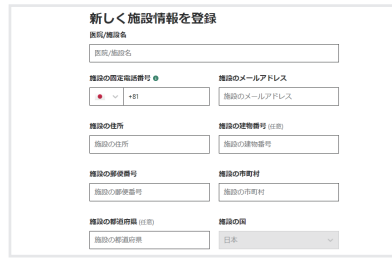 新しく施設情報を登録
医院/施設名
医院/施設名
施設の固定電話番号
施設のメールアドレス
+81
施設のメールアドレス
施設の住所
施設の建物番号 (任意)
施設の住所
施設の建物番号
施設の郵便番号
施設の市町村
施設の郵便番号
施設の市町村
施設の都道府県 (任意)
施設の国
施設の都道府県
日本